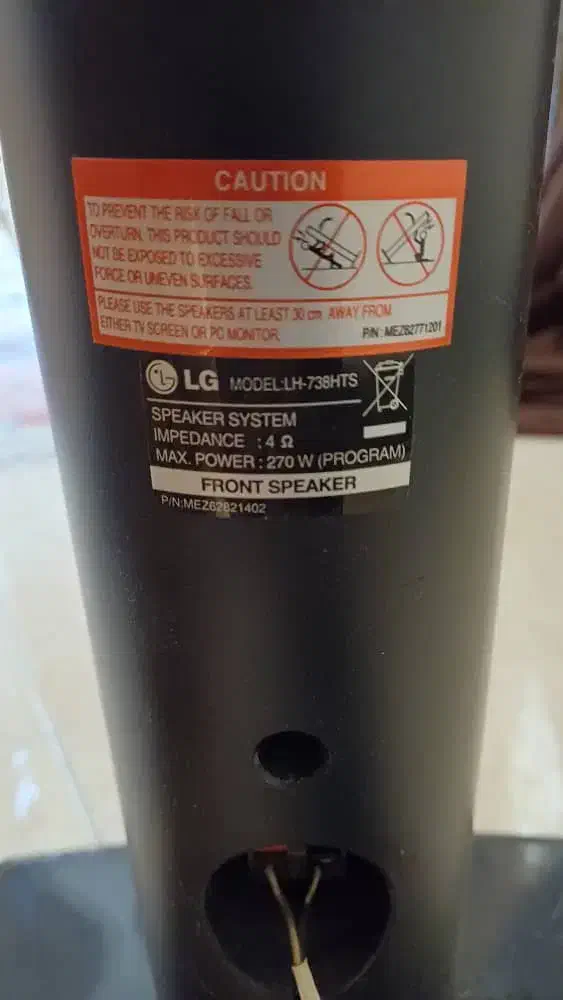 CAUTION
TO PREVENT THE RISK OF FALL OR
OVERTURN, THIS PRODUCT SHOULD
NOT BE EXPOSED TO EXCESSIVE
FORCE OR UNEVEN SURFACES.
PLEASE USE THE SPEAKERS AT LEAST 30 cm AWAY FROM
EITHER TV SCREEN OR PC MONITOR.
P/N: MEZ62771201
LG MODEL:LH-738HTS
SPEAKER SYSTEM
IMPEDANCE : 4 Ω
MAX. POWER : 270 W (PROGRAM)
FRONT SPEAKER
P/N:MEZ62821402